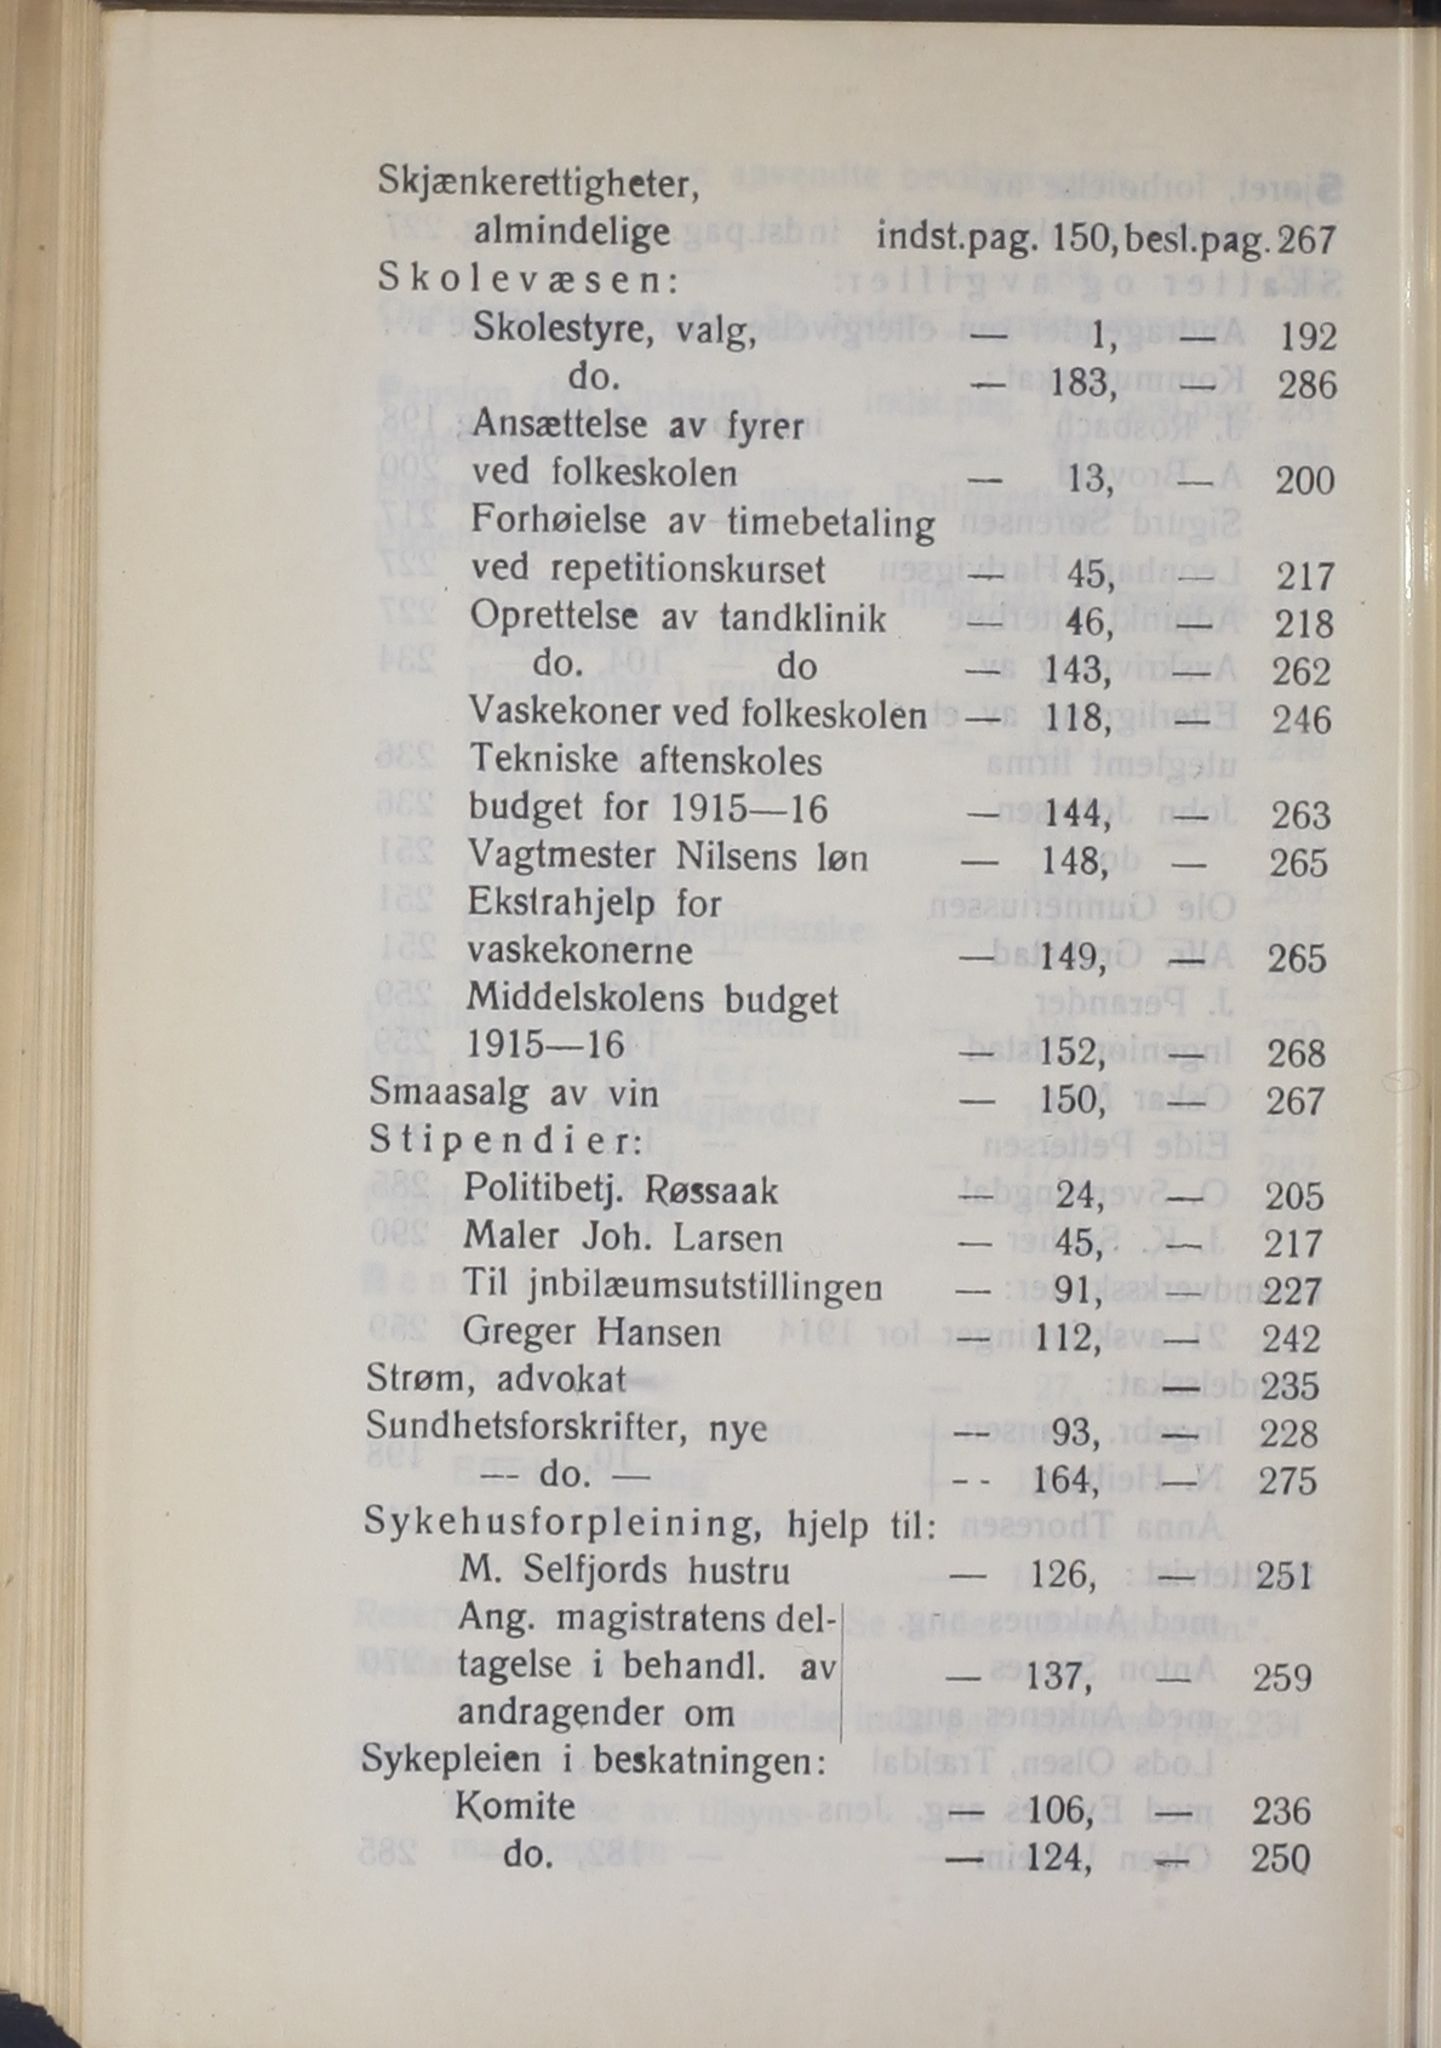 Skjænkerettigheter,
almindelige indst.pag. 150, besl.pag. 267
Skolevæsen:
Skolestyre, valg, — 1, — 192
do. — 183, — 286
Ansættelse av fyrer
ved folkeskolen — 13, — 200
Forhøielse av timebetaling
ved repetitionskurset — 45, — 217
Oprettelse av tandklinik — 46, — 218
do. do — 143, — 262
Vaskekoner ved folkeskolen — 118, — 246
Tekniske aftenskoles
budget for 1915—16 — 144, — 263
Vagtmester Nilsens løn — 148, — 265
Ekstrahjelp for
vaskekonerne — 149, — 265
Middelskolens budget
1915—16 — 152, — 268
Smaasalg av vin — 150, — 267
Stipendier:
Politibetj. Røssaak — 24, — 205
Maler Joh. Larsen — 45, — 217
Til jnbilæumsutstillingen — 91, — 227
Greger Hansen — 112, — 242
Strøm, advokat — 235
Sundhetsforskrifter, nye — 93, — 228
— do. — -- 164, — 275
Sykehusforpleining, hjelp til:
M. Selfjords hustru — 126, — 251
Ang. magistratens del-
tagelse i behandl. av — 137, — 259
andragender om
Sykepleien i beskatningen:
Komite — 106, — 236
do. — 124, — 250